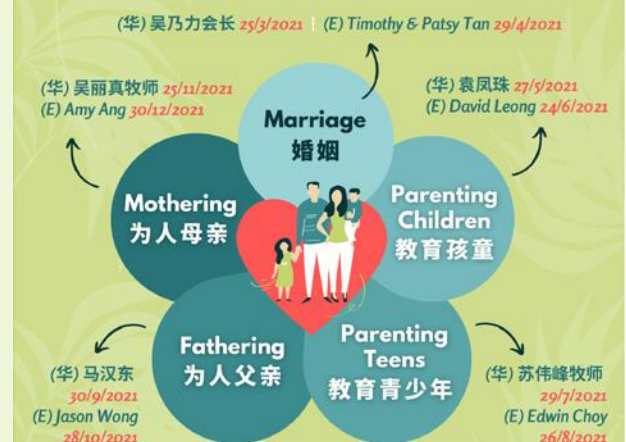 (华) 吴乃力会长 25/3/2021 | (E) Timothy & Patsy Tan 29/4/2021
(华) 吴丽真牧师 25/11/2021
(E) Amy Ang 30/12/2021
(华) 袁凤珠 27/5/2021
(E) David Leong 24/6/2021
Marriage
婚姻
Mothering
为人母亲
Parenting
Children
教育孩童
Fathering
为人父亲
Parenting
Teens
教育青少年
(华) 马汉东
30/9/2021
(E) Jason Wong
28/10/2021
(华) 苏伟峰牧师
29/7/2021
(E) Edwin Choy
26/8/2021